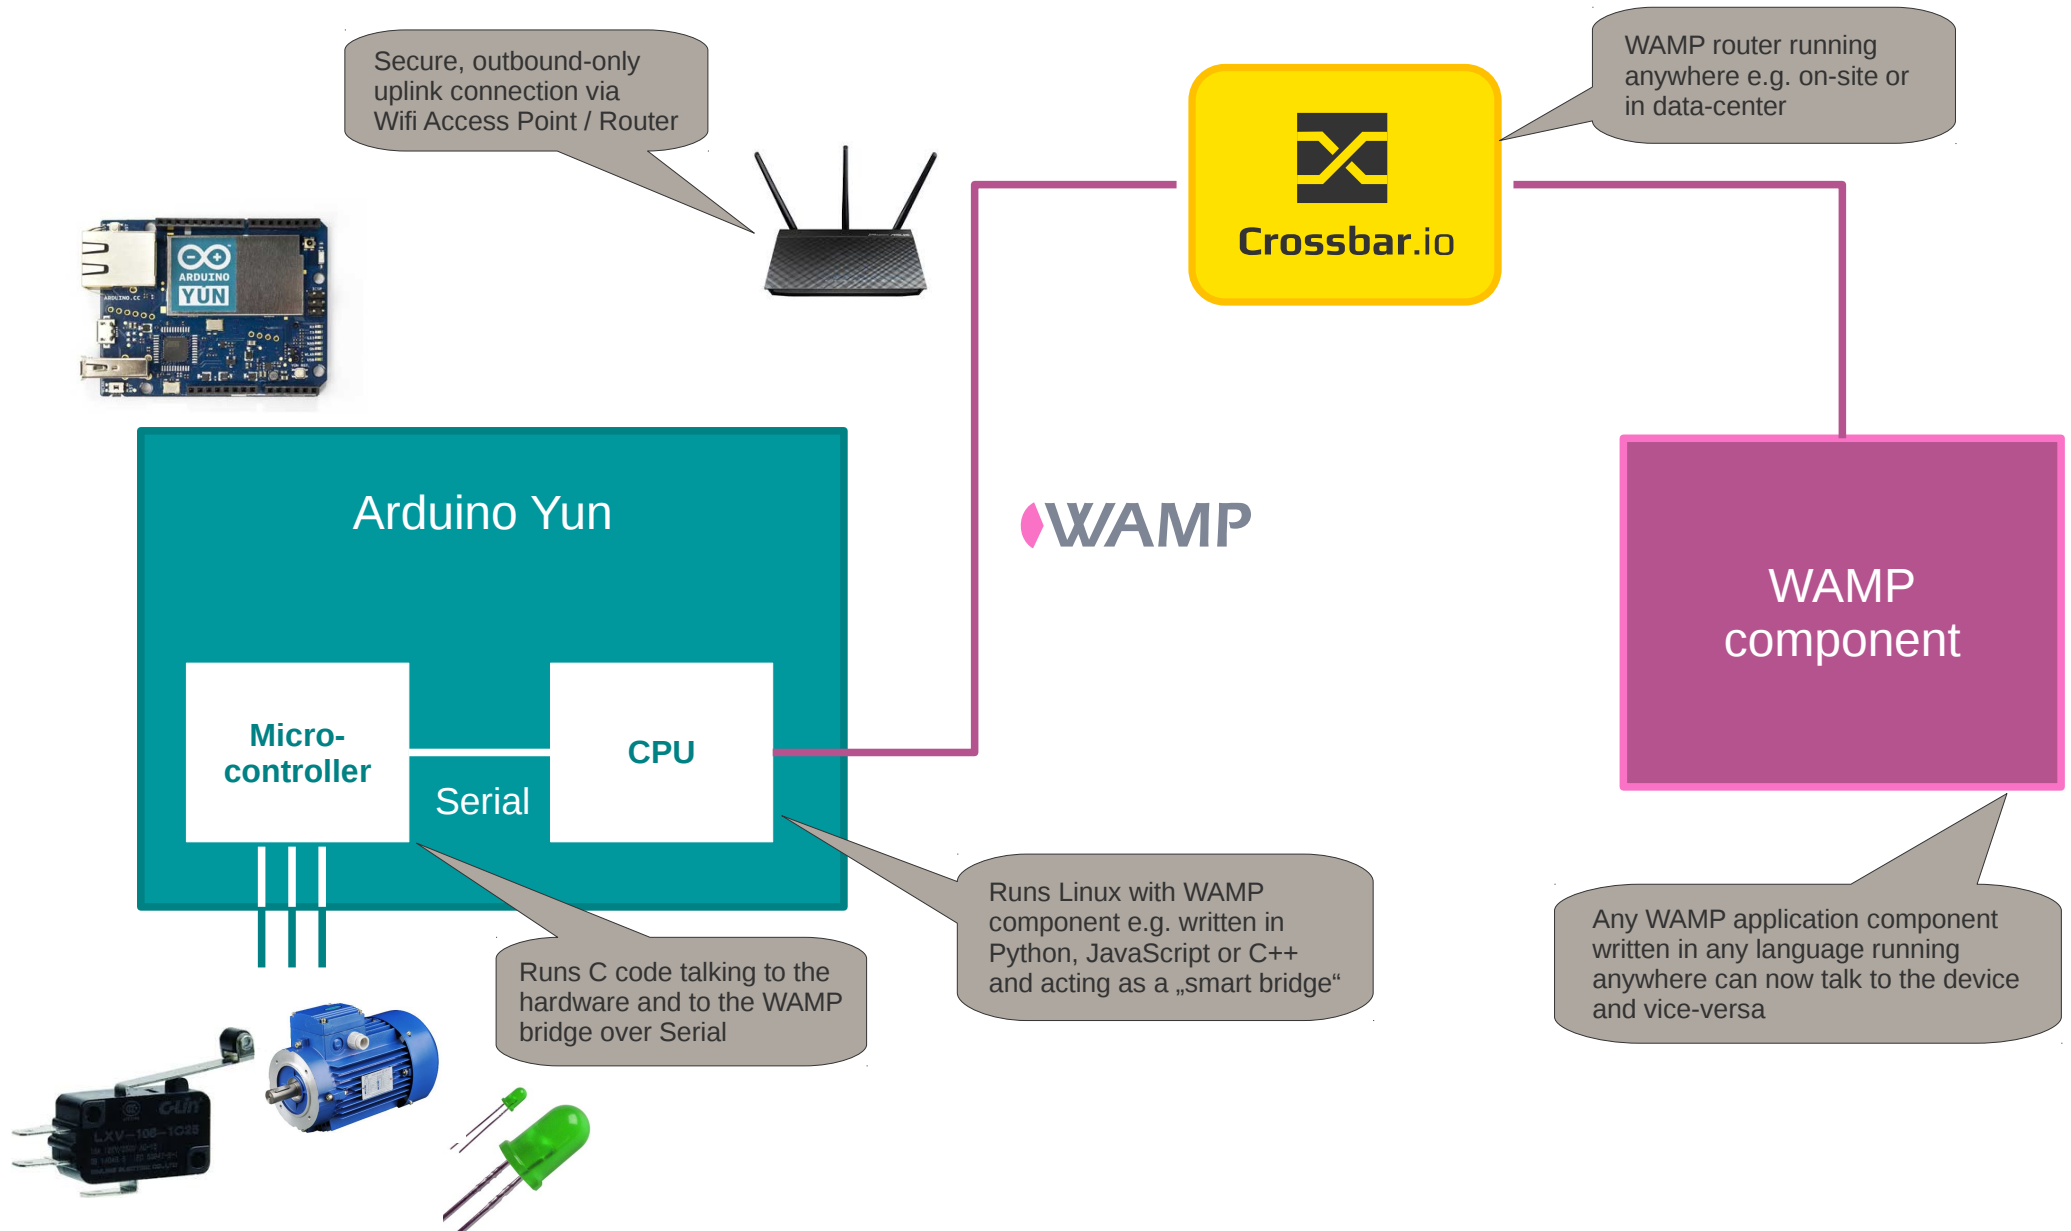 Secure, outbound-only
uplink connection via
Wifi Access Point / Router
WAMP router running
anywhere e.g. on-site or
in data-center
Crossbar.io
ARDUINO
YÚN
ARDUINO.CC
Arduino Yun
WAMP
WAMP
component
Micro-
controller
Serial
CPU
Runs Linux with WAMP
component e.g. written in
Python, JavaScript or C++
and acting as a „smart bridge“
Any WAMP application component
written in any language running
anywhere can now talk to the device
and vice-versa
Runs C code talking to the
hardware and to the WAMP
bridge over Serial
C-Lin